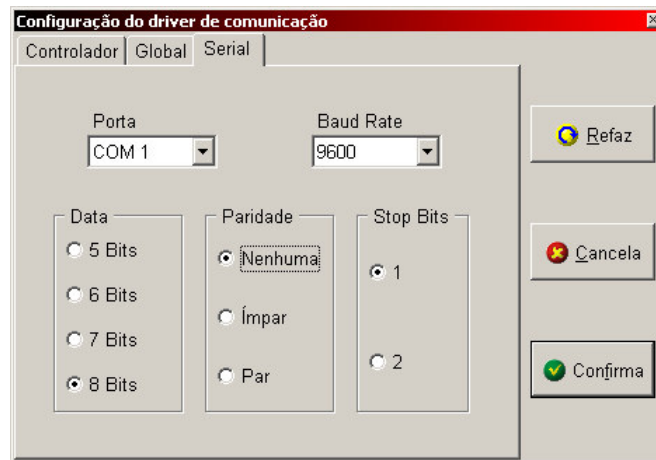 Configuração do driver de comunicação
Controlador Global Serial
Porta
COM 1
Baud Rate
9600
Data
5 Bits
6 Bits
7 Bits
8 Bits
Paridade
Nenhuma
Ímpar
Par
Stop Bits
1
2
Refaz
Cancela
Confirma